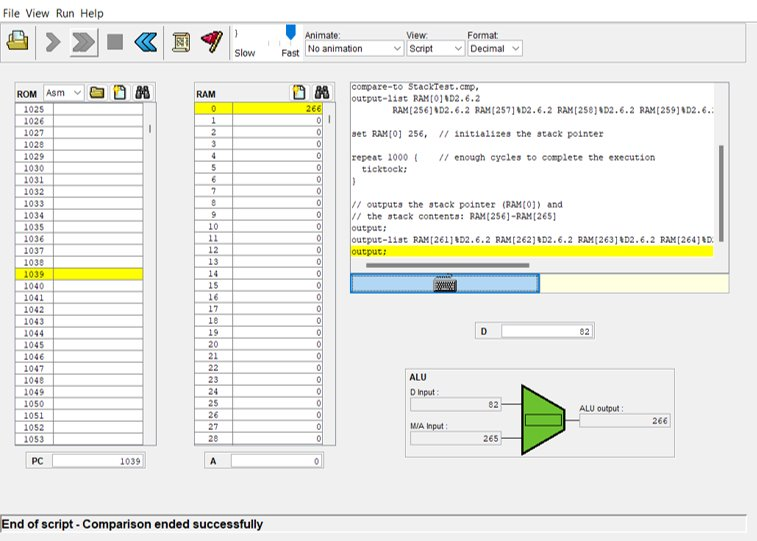 File View Run Help
Slow
Fast
Animate:
No animation
View:
Script
Format:
Decimal
ROM Asm
1025
1026
1027
1028
1029
1030
1031
1032
1033
1034
1035
1036
1037
1038
1039
1040
1041
1042
1043
1044
1045
1046
1047
1048
1049
1050
1051
1052
1053
PC 1039
RAM
0 266
1 0
2 0
3 0
4 0
5 0
6 0
7 0
8 0
9 0
10 0
11 0
12 0
13 0
14 0
15 0
16 0
17 0
18 0
19 0
20 0
21 0
22 0
23 0
24 0
25 0
26 0
27 0
28 0
A 0
compare-to StackTest.cmp,
output-list RAM[0]%D2.6.2
RAM[256]%D2.6.2 RAM[257]%D2.6.2 RAM[258]%D2.6.2 RAM[259]%D2.6.
set RAM[0] 256, // initializes the stack pointer
repeat 1000 { // enough cycles to complete the execution
ticktock;
}
// outputs the stack pointer (RAM[0]) and
// the stack contents: RAM[256]-RAM[265]
output;
output-list RAM[261]%D2.6.2 RAM[262]%D2.6.2 RAM[263]%D2.6.2 RAM[264]%D
output;
D 82
ALU
D Input :
82
M/A Input :
265
ALU output :
266
End of script - Comparison ended successfully